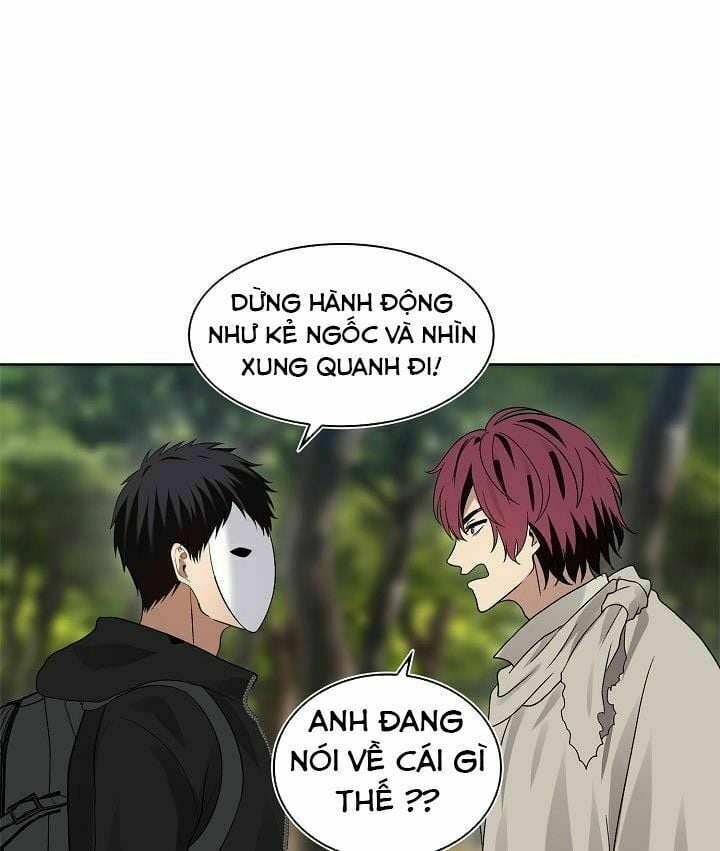 DỪNG HÀNH ĐỘNG
NHƯ KẺ NGỐC VÀ NHÌN
XUNG QUANH ĐI!
ANH ĐANG
NÓI VỀ CÁI GÌ
THẾ ??